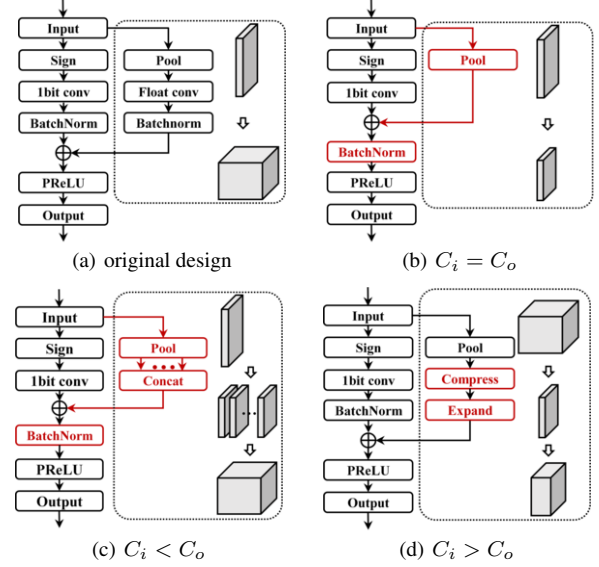 Input
Sign
1bit conv
BatchNorm
PReLU
Output
Pool
Float conv
Batchnorm
(a) original design
Input
Sign
1bit conv
BatchNorm
PReLU
Output
Pool
(b) C_i = C_o
Input
Sign
1bit conv
BatchNorm
PReLU
Output
Pool
Concat
(c) C_i < C_o
Input
Sign
1bit conv
BatchNorm
PReLU
Output
Pool
Compress
Expand
(d) C_i > C_o